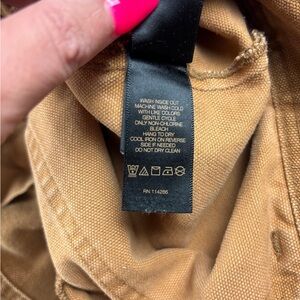 WASH INSIDE OUT
MACHINE WASH COLD
WITH LIKE COLORS
GENTLE CYCLE
ONLY NON-CHLORINE
BLEACH
HANG TO DRY
COOL IRON ON REVERSE
SIDE IF NEEDED
DO NOT DRY CLEAN
RN 114266